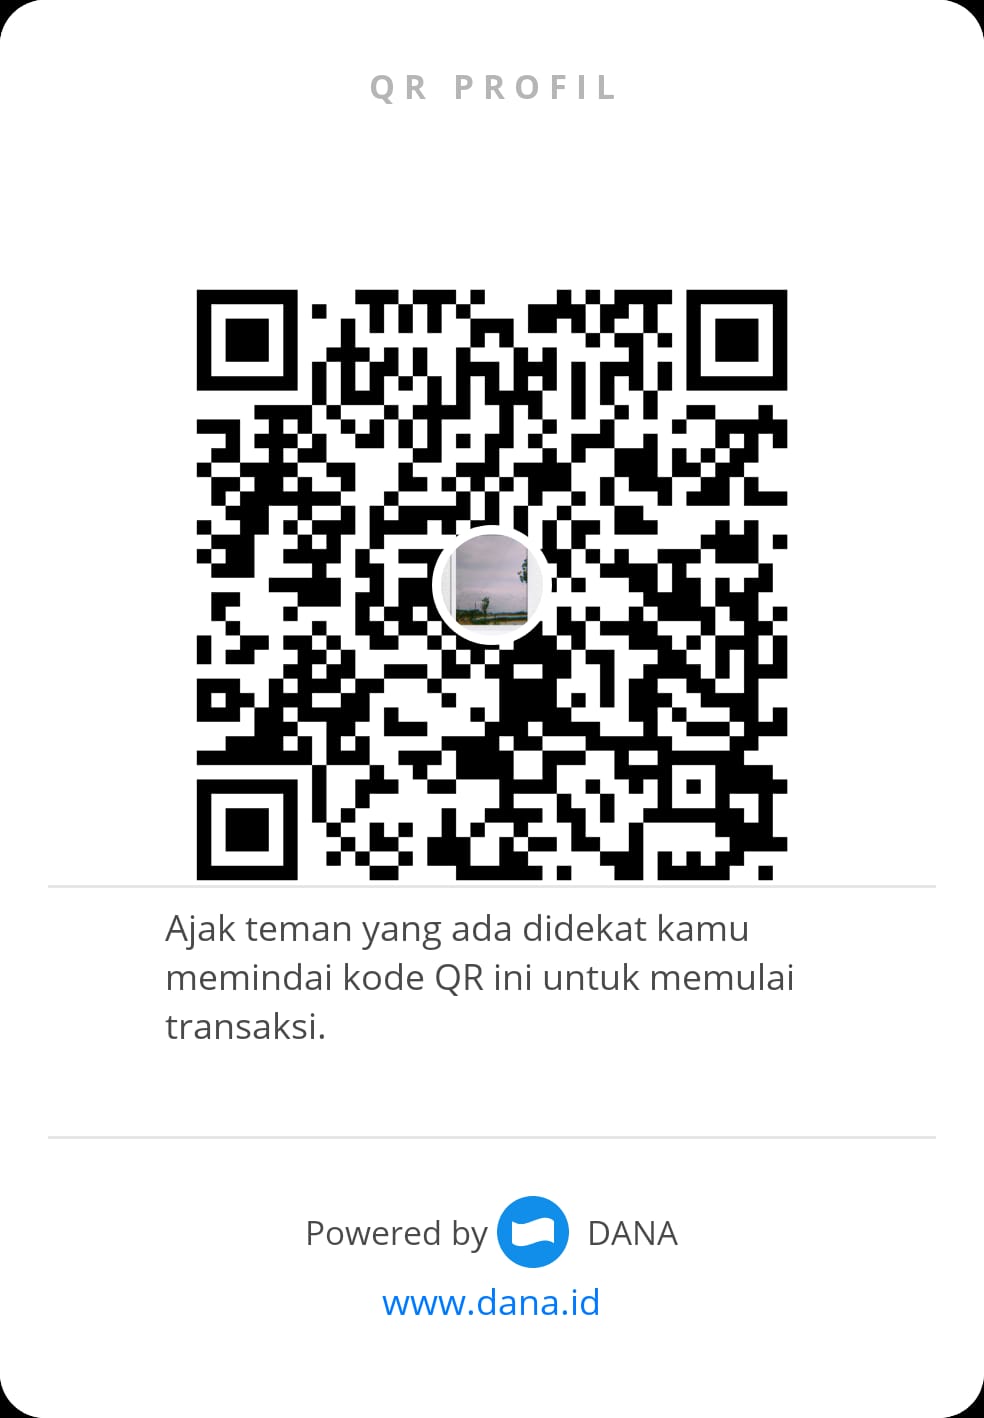 QR PROFIL
Ajak teman yang ada didekat kamu
memindai kode QR ini untuk memulai
transaksi.
Powered by DANA
www.dana.id